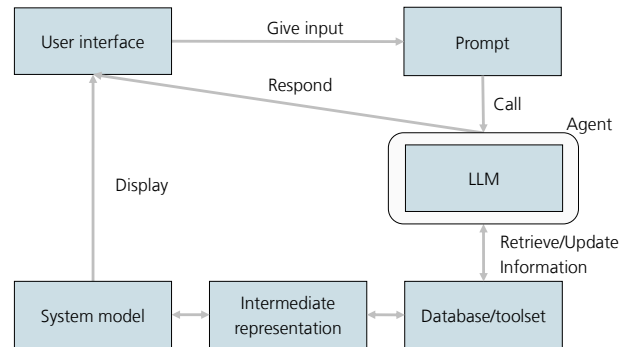 User interface
Give input
Prompt
Respond
Call
Agent
LLM
Display
Retrieve/Update
Information
System model
Intermediate
representation
Database/toolset